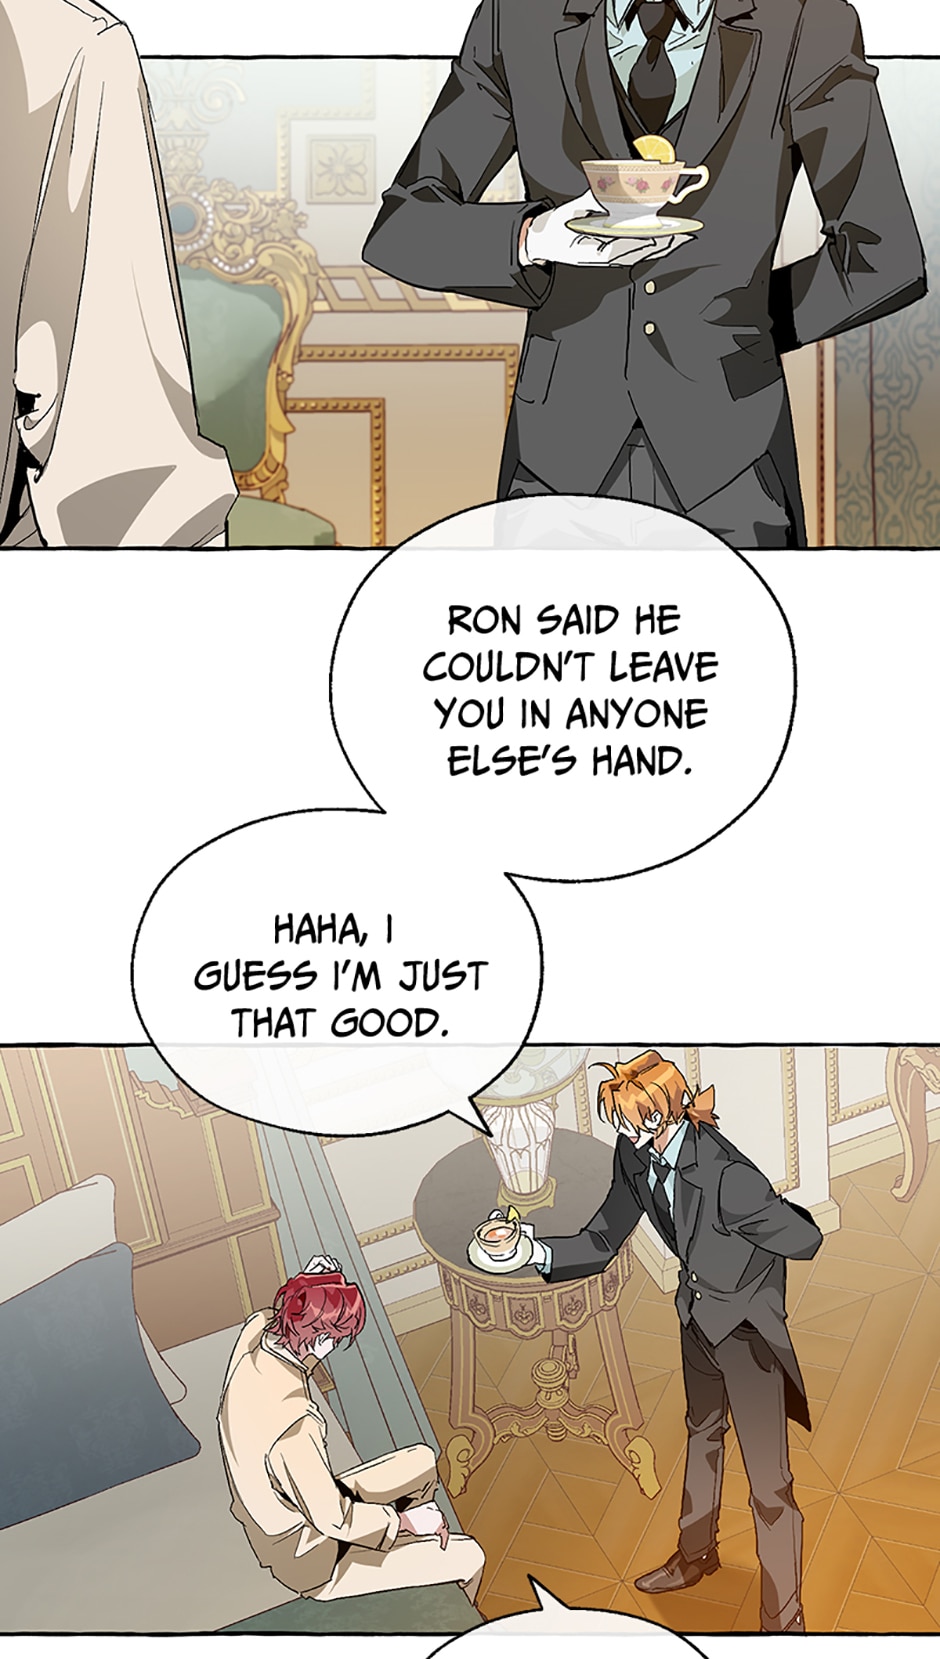 RON SAID HE
COULDN'T LEAVE
YOU IN ANYONE
ELSE'S HAND.
HAHA, I
GUESS I'M JUST
THAT GOOD.